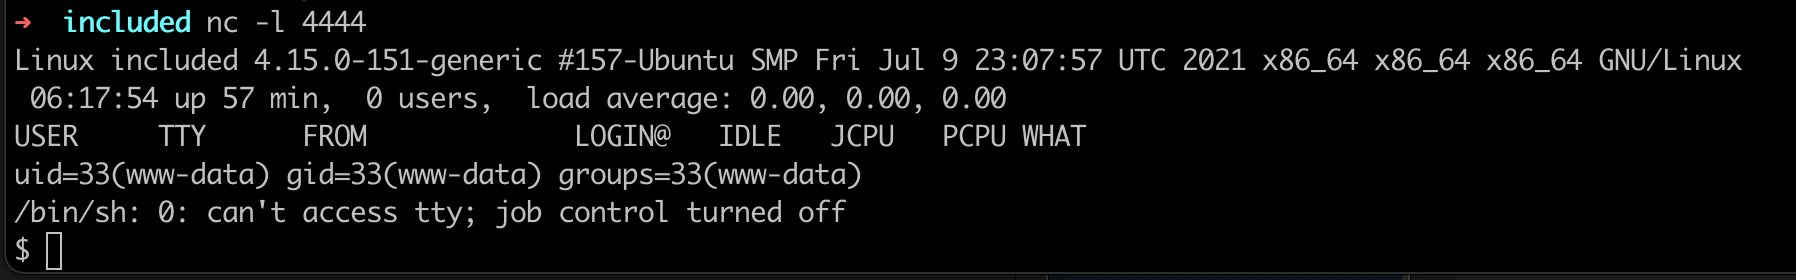 ➜ included nc -l 4444
Linux included 4.15.0-151-generic #157-Ubuntu SMP Fri Jul 9 23:07:57 UTC 2021 x86_64 x86_64 x86_64 GNU/Linux
 06:17:54 up 57 min,  0 users,  load average: 0.00, 0.00, 0.00
USER     TTY      FROM             LOGIN@   IDLE   JCPU   PCPU WHAT
uid=33(www-data) gid=33(www-data) groups=33(www-data)
/bin/sh: 0: can't access tty; job control turned off
$